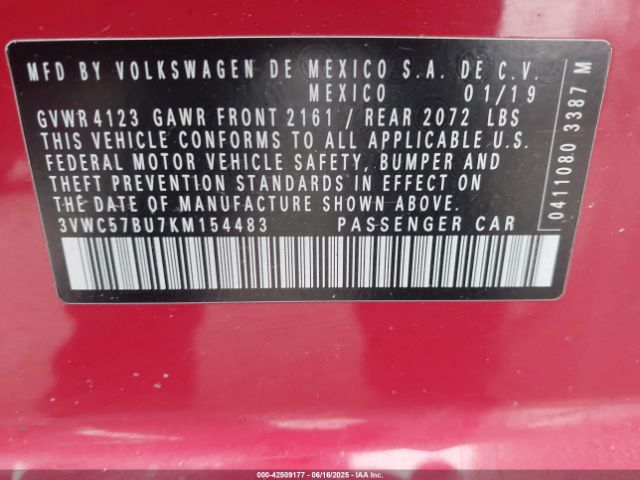 MFD BY VOLKSWAGEN DE MEXICO S.A. DE C.V.
MEXICO 01/19
GVWR 4123 GAWR FRONT 2161 / REAR 2072 LBS
THIS VEHICLE CONFORMS TO ALL APPLICABLE U.S.
FEDERAL MOTOR VEHICLE SAFETY, BUMPER AND
THEFT PREVENTION STANDARDS IN EFFECT ON
THE DATE OF MANUFACTURE SHOWN ABOVE.
3VWC57BU7KM154483 PASSENGER CAR
0411080 3387 M
000-42509177 - 06/16/2025 - IAA Inc.